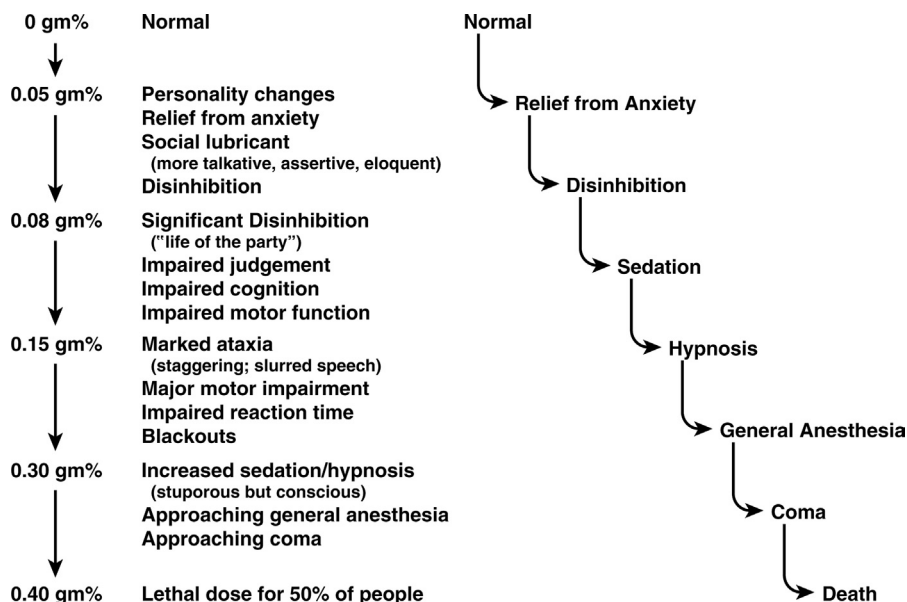 0 gm% Normal
0.05 gm% Personality changes
Relief from anxiety
Social lubricant
(more talkative, assertive, eloquent)
Disinhibition
0.08 gm% Significant Disinhibition
("life of the party")
Impaired judgement
Impaired cognition
Impaired motor function
0.15 gm% Marked ataxia
(staggering; slurred speech)
Major motor impairment
Impaired reaction time
Blackouts
0.30 gm% Increased sedation/hypnosis
(stuporous but conscious)
Approaching general anesthesia
Approaching coma
0.40 gm% Lethal dose for 50% of people
Normal
Relief from Anxiety
Disinhibition
Sedation
Hypnosis
General Anesthesia
Coma
Death